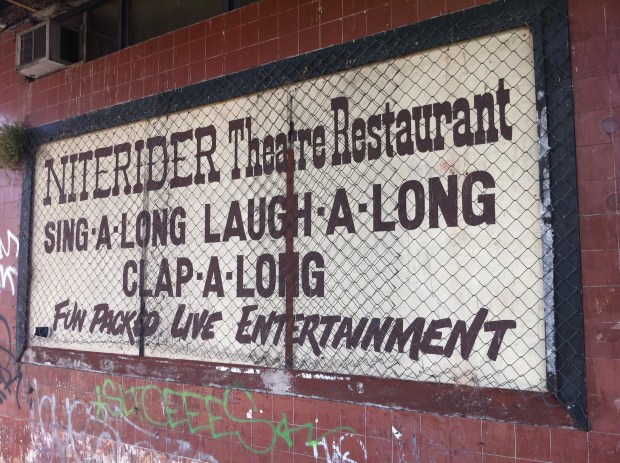 NITERIDER Theatre Restaurant
SING-A-LONG LAUGH-A-LONG
CLAP-A-LONG
FUN PACKED LIVE ENTERTAINMENT